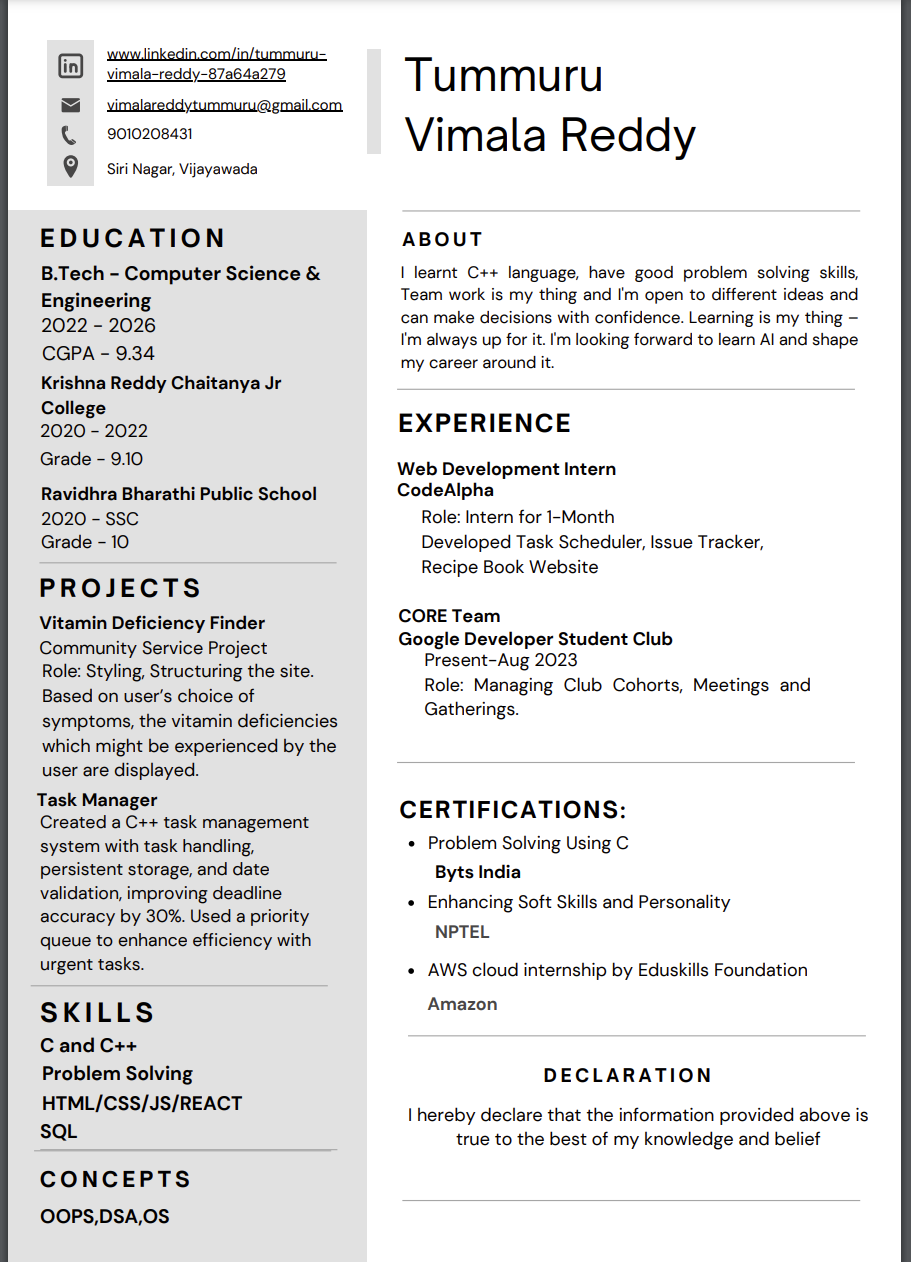 www.linkedin.com/in/tummuru-
vimala-reddy-87a64a279
vimalareddytummuru@gmail.com
9010208431
Siri Nagar, Vijayawada
Tummuru
Vimala Reddy
EDUCATION
B.Tech – Computer Science &
Engineering
2022 – 2026
CGPA – 9.34
Krishna Reddy Chaitanya Jr
College
2020 – 2022
Grade – 9.10
Ravidhra Bharathi Public School
2020 – SSC
Grade – 10
PROJECTS
Vitamin Deficiency Finder
Community Service Project
Role: Styling, Structuring the site.
Based on user’s choice of
symptoms, the vitamin deficiencies
which might be experienced by the
user are displayed.
Task Manager
Created a C++ task management
system with task handling,
persistent storage, and date
validation, improving deadline
accuracy by 30%. Used a priority
queue to enhance efficiency with
urgent tasks.
SKILLS
C and C++
Problem Solving
HTML/CSS/JS/REACT
SQL
CONCEPTS
OOPS,DSA,OS
ABOUT
I learnt C++ language, have good problem solving skills,
Team work is my thing and I'm open to different ideas and
can make decisions with confidence. Learning is my thing –
I'm always up for it. I'm looking forward to learn AI and shape
my career around it.
EXPERIENCE
Web Development Intern
CodeAlpha
Role: Intern for 1-Month
Developed Task Scheduler, Issue Tracker,
Recipe Book Website
CORE Team
Google Developer Student Club
Present-Aug 2023
Role: Managing Club Cohorts, Meetings and
Gatherings.
CERTIFICATIONS:
• Problem Solving Using C
Byts India
• Enhancing Soft Skills and Personality
NPTEL
• AWS cloud internship by Eduskills Foundation
Amazon
DECLARATION
I hereby declare that the information provided above is
true to the best of my knowledge and belief